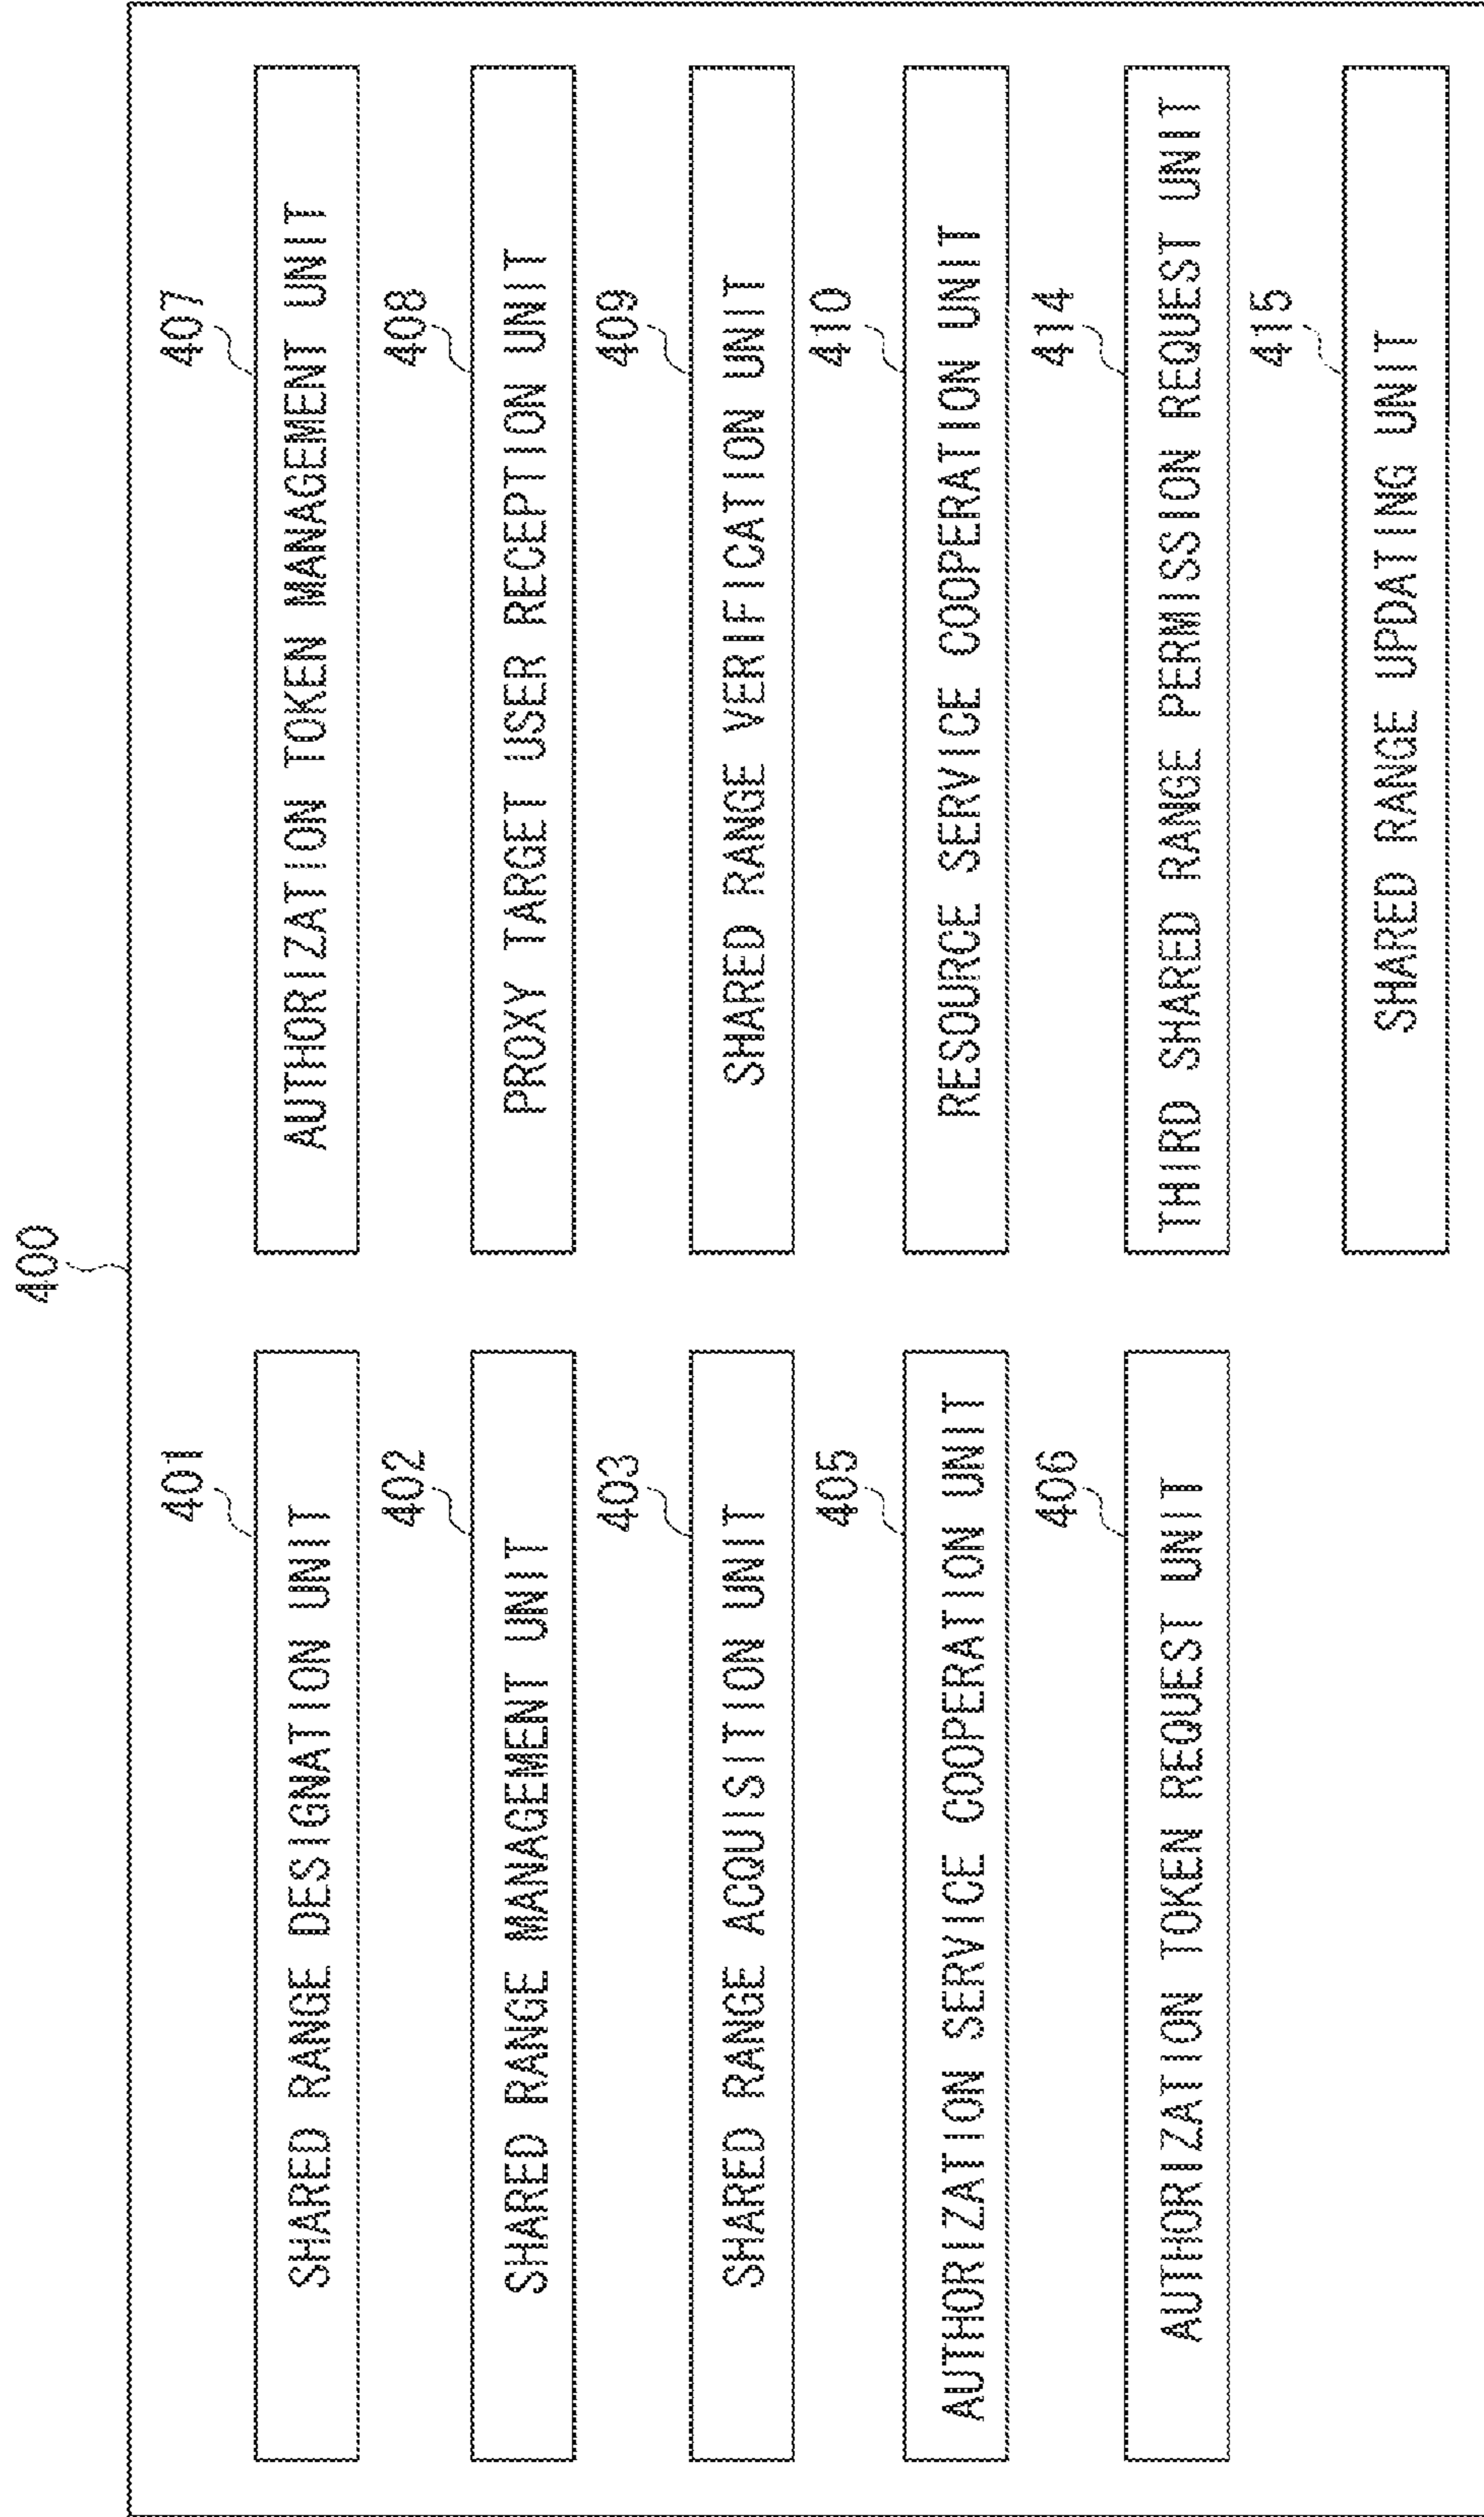 400
401
SHARED RANGE DESIGNATION UNIT
402
SHARED RANGE MANAGEMENT UNIT
403
SHARED RANGE ACQUISITION UNIT
405
AUTHORIZATION SERVICE COOPERATION UNIT
406
AUTHORIZATION TOKEN REQUEST UNIT
407
AUTHORIZATION TOKEN MANAGEMENT UNIT
408
PROXY TARGET USER RECEPTION UNIT
409
SHARED RANGE VERIFICATION UNIT
410
RESOURCE SERVICE COOPERATION UNIT
414
THIRD SHARED RANGE PERMISSION REQUEST UNIT
415
SHARED RANGE UPDATING UNIT